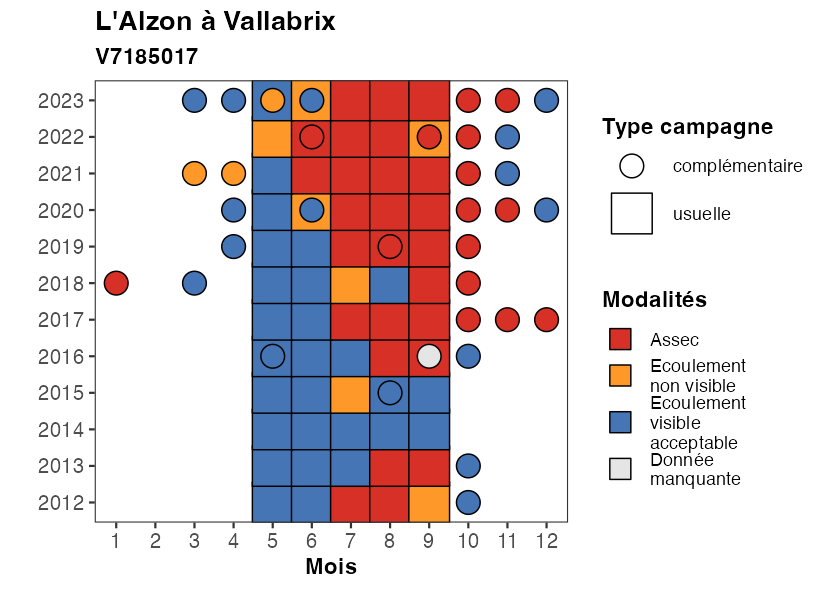 L'Alzon à Vallabrix
V7185017
2023
2022
2021
2020
2019
2018
2017
2016
2015
2014
2013
2012
1 2 3 4 5 6 7 8 9 10 11 12
Mois
Type campagne
complémentaire
usuelle
Modalités
Assec
Ecoulement
non visible
Ecoulement
visible
acceptable
Donnée
manquante